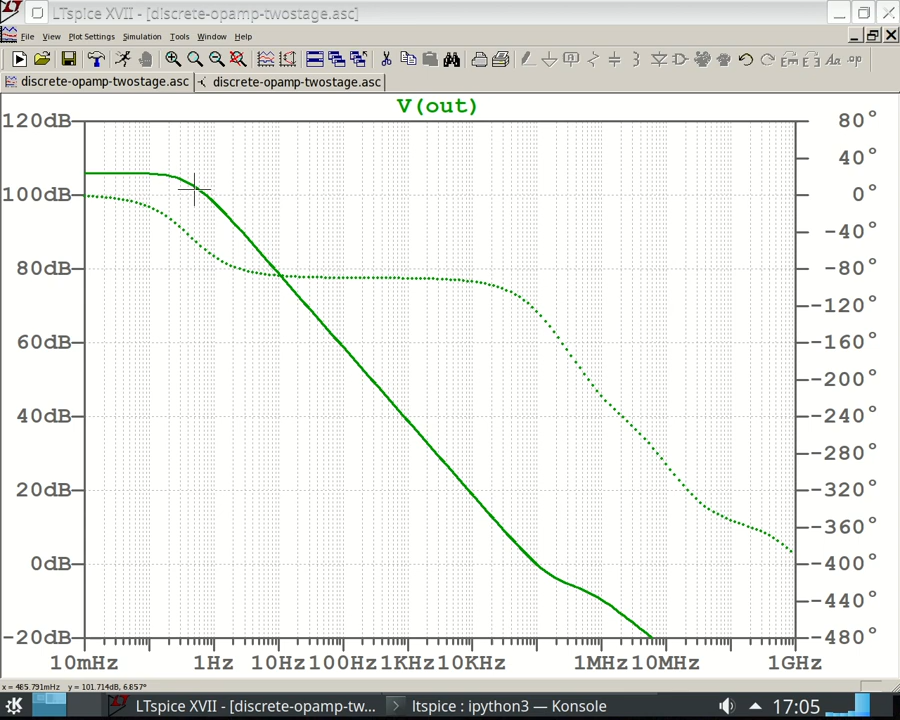 LTspice XVII - [discrete-opamp-twostage.asc]
File View Plot Settings Simulation Tools Window Help
discrete-opamp-twostage.asc discrete-opamp-twostage.asc
V(out)
120dB 80°
40°
100dB 0°
-40°
80dB -80°
-120°
60dB -160°
-200°
40dB -240°
-280°
20dB -320°
-360°
0dB -400°
-440°
-20dB -480°
10mHz 1Hz 10Hz 100Hz 1KHz 10KHz 1MHz 10MHz 1GHz
x = 485.791mHz y = 101.714dB, 6.857°
LTspice XVII - [discrete-opamp-tw... ltspice : ipython3 — Konsole 17:05